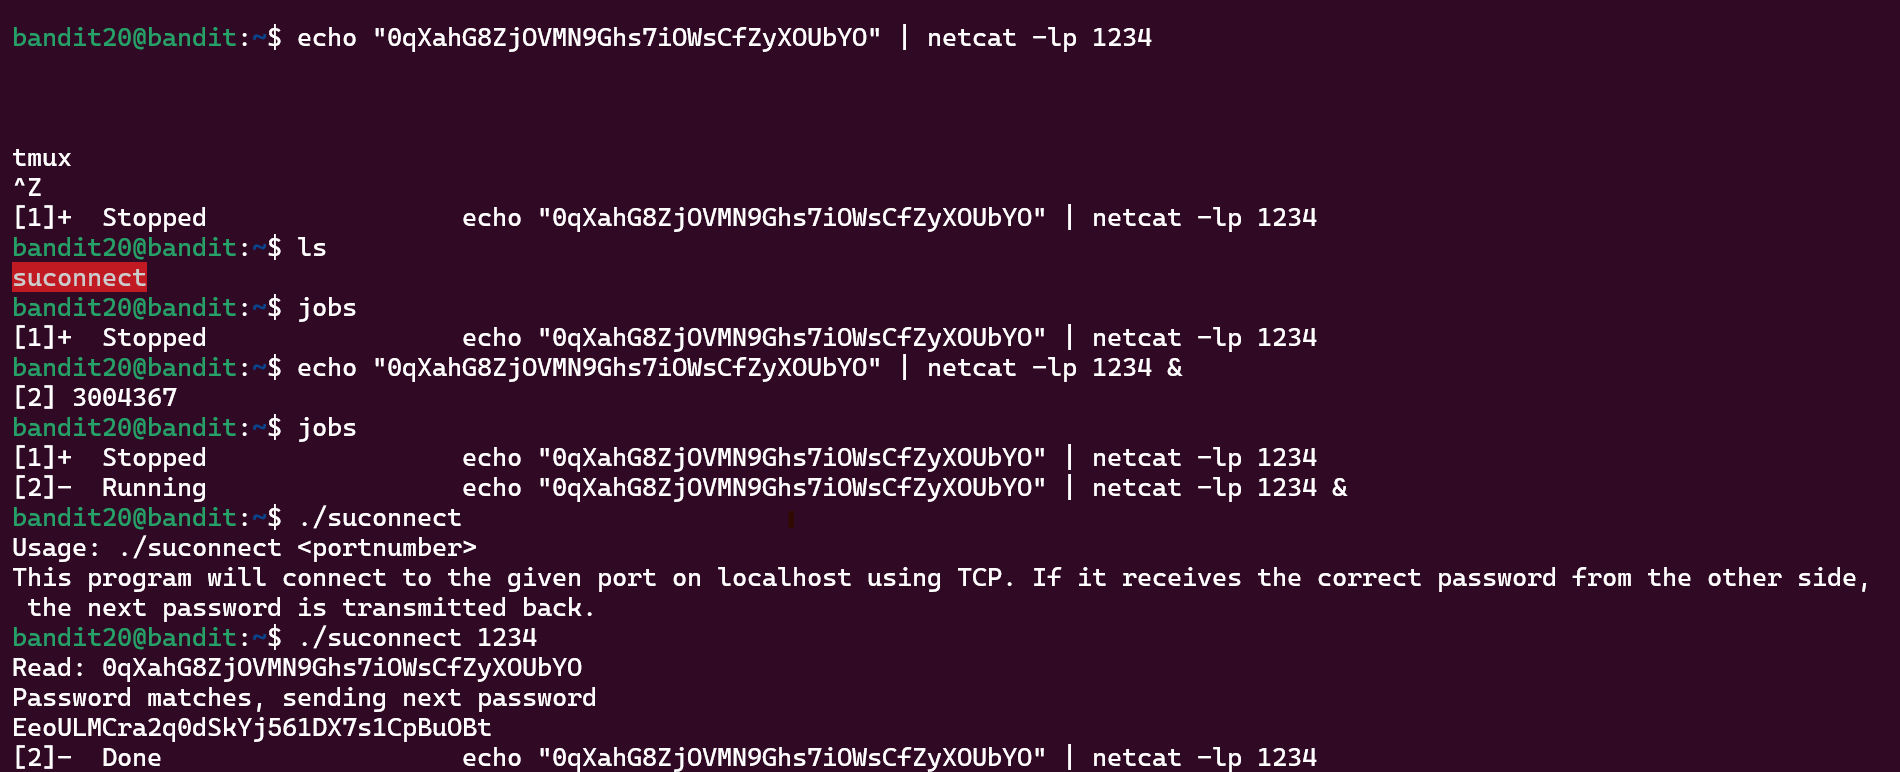 bandit20@bandit:~$ echo "0qXahG8ZjOVMN9Ghs7iOWsCfZyXOUbYO" | netcat -lp 1234
tmux
^Z
[1]+  Stopped                 echo "0qXahG8ZjOVMN9Ghs7iOWsCfZyXOUbYO" | netcat -lp 1234
bandit20@bandit:~$ ls
suconnect
bandit20@bandit:~$ jobs
[1]+  Stopped                 echo "0qXahG8ZjOVMN9Ghs7iOWsCfZyXOUbYO" | netcat -lp 1234
bandit20@bandit:~$ echo "0qXahG8ZjOVMN9Ghs7iOWsCfZyXOUbYO" | netcat -lp 1234 &
[2] 3004367
bandit20@bandit:~$ jobs
[1]+  Stopped                 echo "0qXahG8ZjOVMN9Ghs7iOWsCfZyXOUbYO" | netcat -lp 1234
[2]-  Running                 echo "0qXahG8ZjOVMN9Ghs7iOWsCfZyXOUbYO" | netcat -lp 1234 &
bandit20@bandit:~$ ./suconnect
Usage: ./suconnect <portnumber>
This program will connect to the given port on localhost using TCP. If it receives the correct password from the other side,
 the next password is transmitted back.
bandit20@bandit:~$ ./suconnect 1234
Read: 0qXahG8ZjOVMN9Ghs7iOWsCfZyXOUbYO
Password matches, sending next password
EeoULMCra2q0dSkYj561DX7s1CpBuOBt
[2]-  Done                    echo "0qXahG8ZjOVMN9Ghs7iOWsCfZyXOUbYO" | netcat -lp 1234